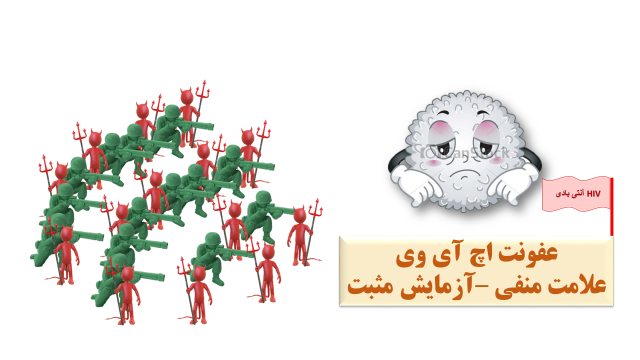 HIV آنتی بادی
عفونت اچ آی وی
علامت منفی –آزمایش مثبت